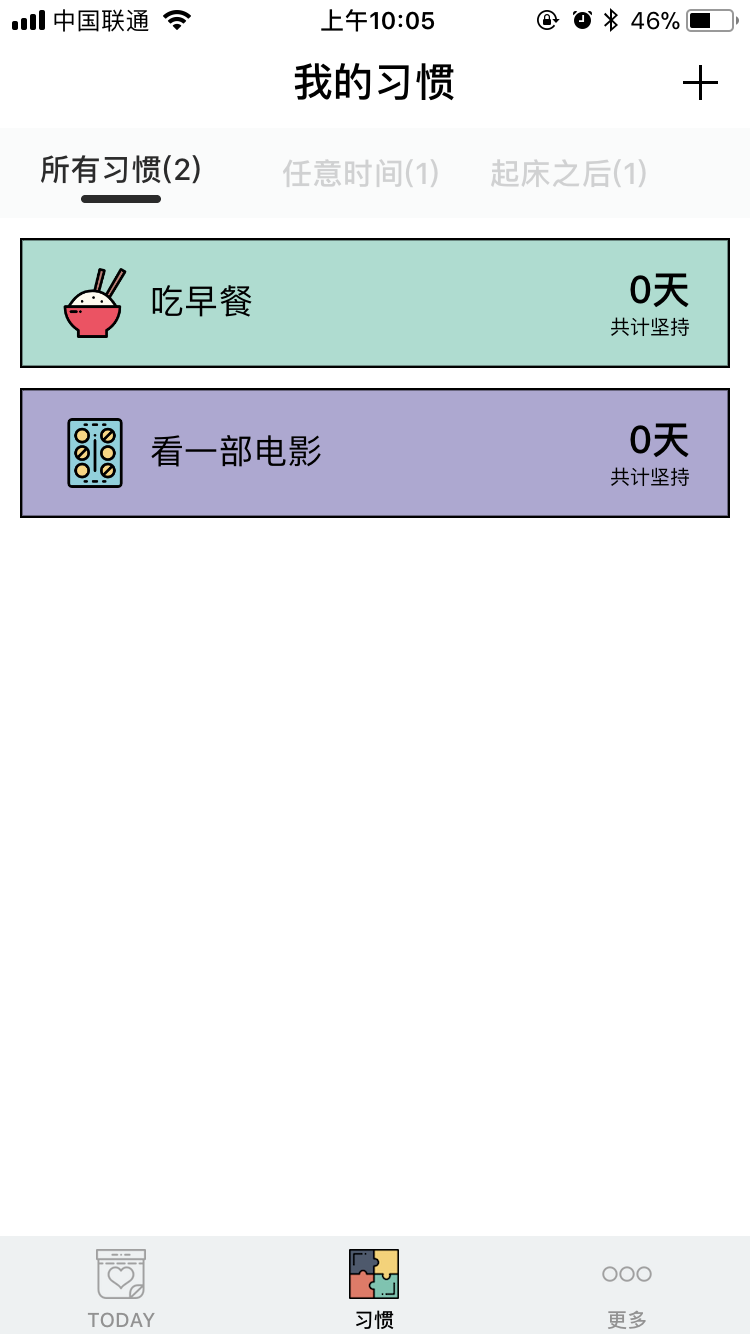 中国联通 上午10:05 46%
我的习惯
所有习惯(2) 任意时间(1) 起床之后(1)
吃早餐 0天
共计坚持
看一部电影 0天
共计坚持
TODAY 习惯 更多